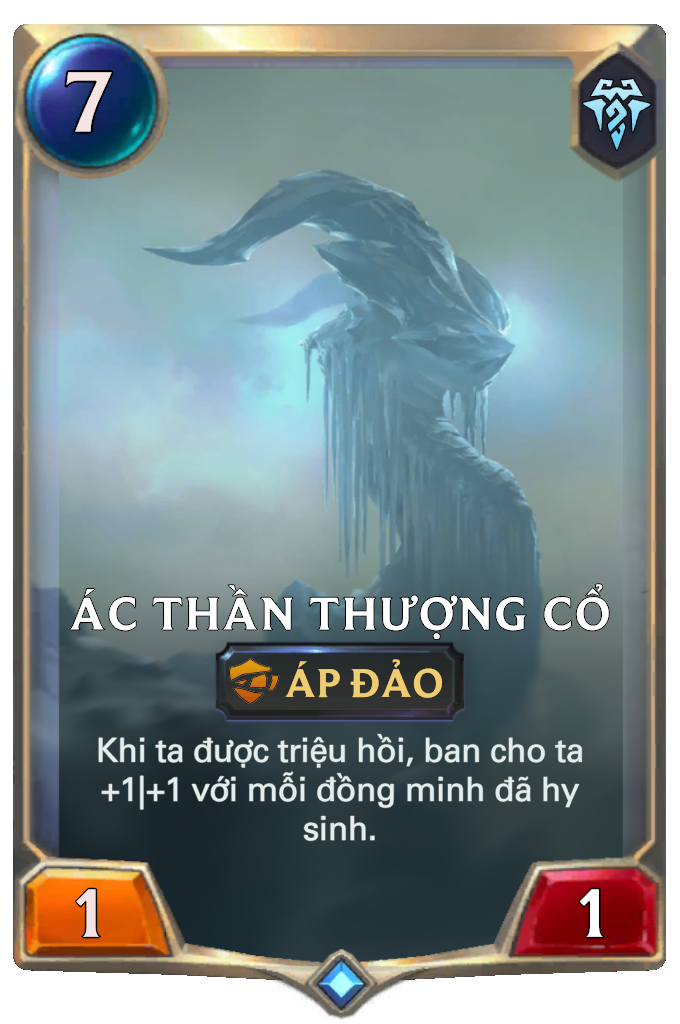 7
ÁC THẦN THƯỢNG CỔ
ÁP ĐẢO
Khi ta được triệu hồi, ban cho ta
+1|+1 với mỗi đồng minh đã hy
sinh.
1
1